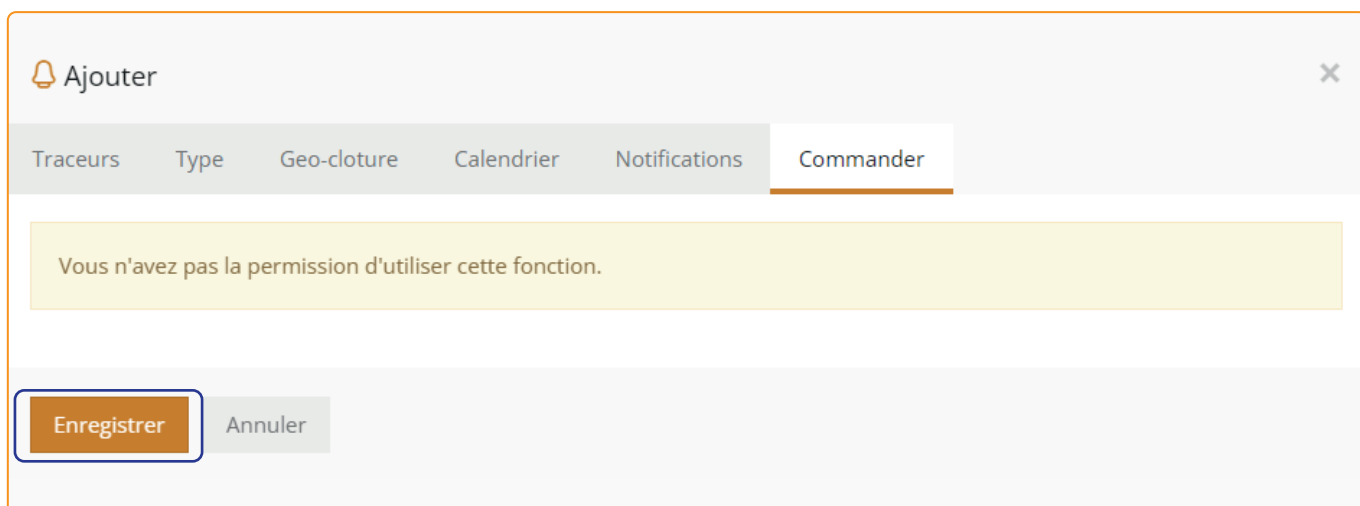 Ajouter
Traceurs Type Geo-cloture Calendrier Notifications Commander
Vous n'avez pas la permission d'utiliser cette fonction.
Enregistrer Annuler